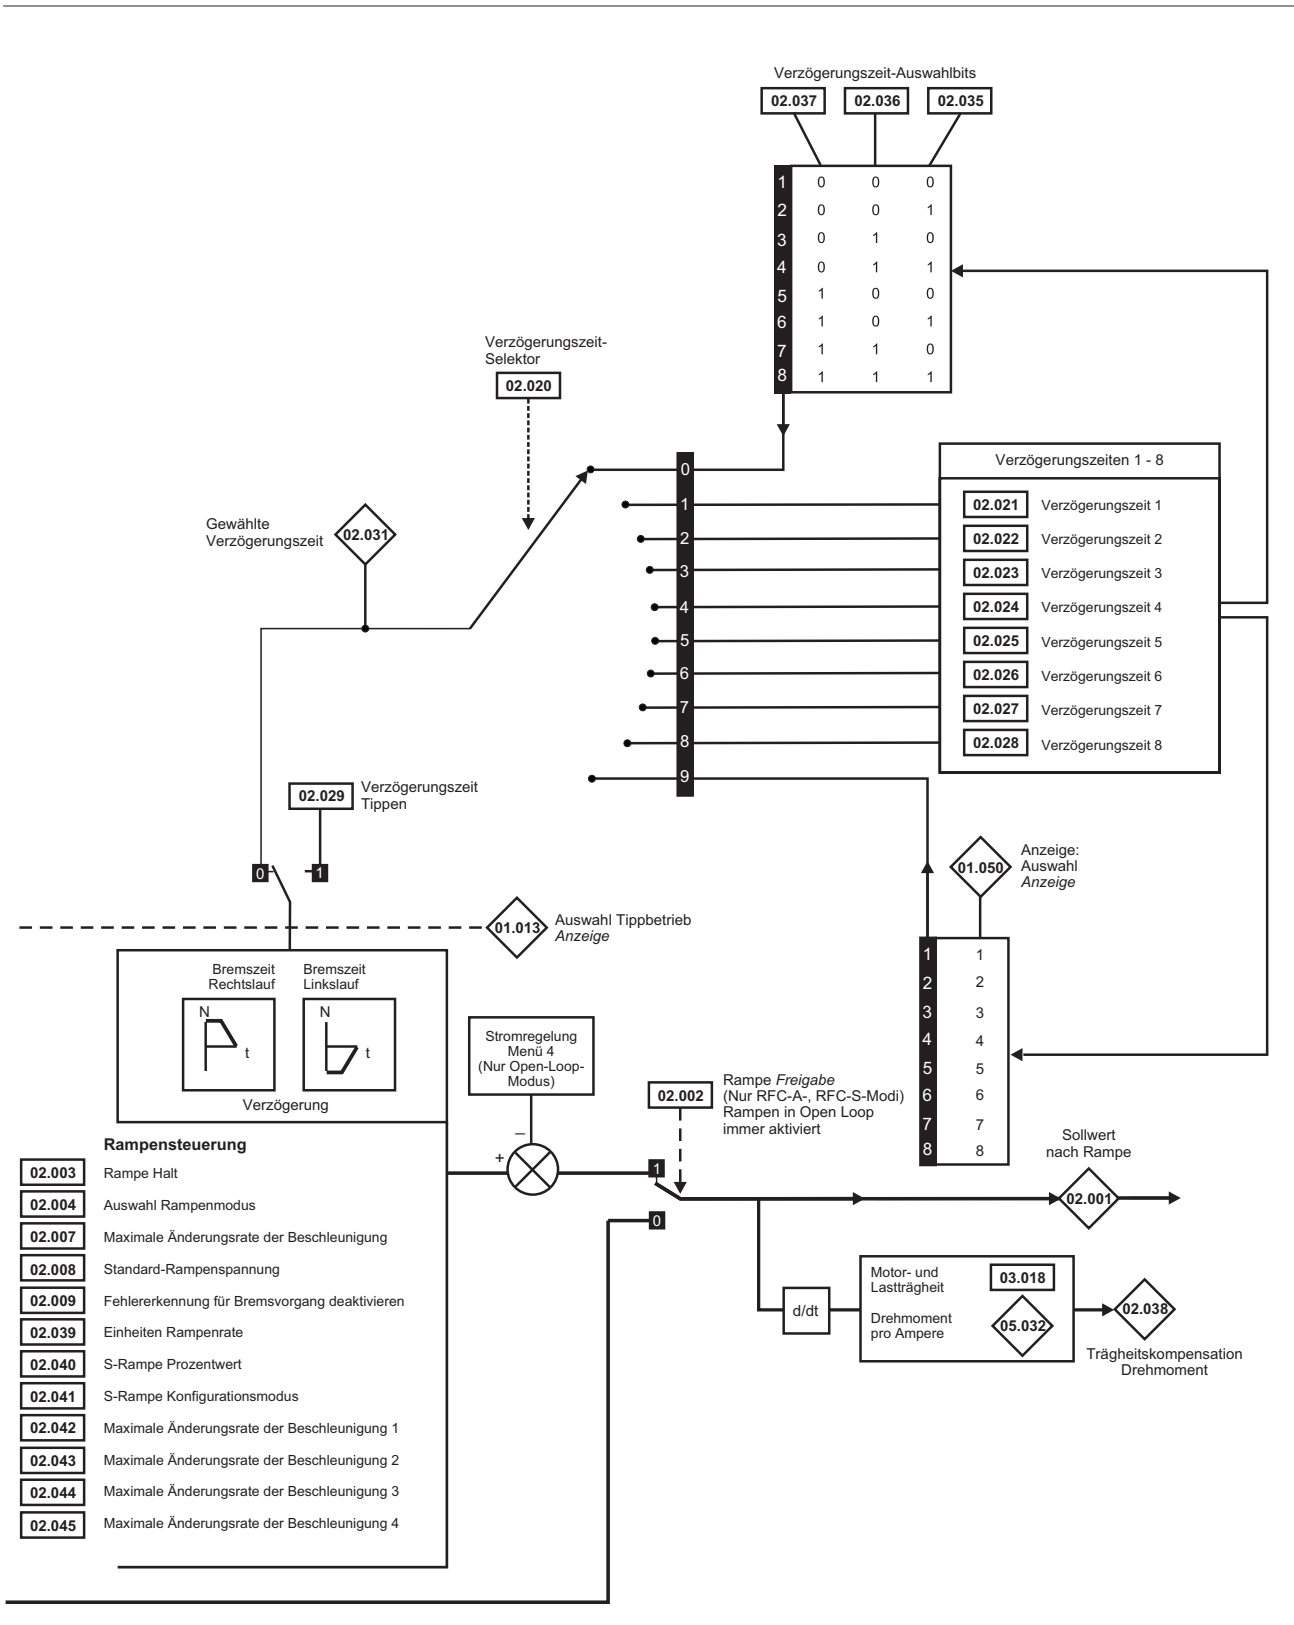 Verzögerungszeit-Auswahlbits
02.037 02.036 02.035
1 0 0 0
2 0 0 1
3 0 1 0
4 0 1 1
5 1 0 0
6 1 0 1
7 1 1 0
8 1 1 1
Verzögerungszeit-
Selektor
02.020
Gewählte
Verzögerungszeit
02.031
0
1
2
3
4
5
6
7
8
9
Verzögerungszeiten 1 - 8
02.021 Verzögerungszeit 1
02.022 Verzögerungszeit 2
02.023 Verzögerungszeit 3
02.024 Verzögerungszeit 4
02.025 Verzögerungszeit 5
02.026 Verzögerungszeit 6
02.027 Verzögerungszeit 7
02.028 Verzögerungszeit 8
02.029
Verzögerungszeit
Tippen
0 1
01.050
Anzeige:
Auswahl
Anzeige
01.013
Auswahl Tippbetrieb
Anzeige
1 1
2 2
3 3
4 4
5 5
6 6
7 7
8 8
Bremszeit
Rechtslauf
Bremszeit
Linkslauf
N
t
N
t
Verzögerung
Stromregelung
Menü 4
(Nur Open-Loop-
Modus)
–
+
02.002
Rampe Freigabe
(Nur RFC-A-, RFC-S-Modi)
Rampen in Open Loop
immer aktiviert
1
0
Sollwert
nach Rampe
02.001
d/dt
Motor- und
Lastträgheit
03.018
Drehmoment
pro Ampere
05.032
02.038
Trägheitskompensation
Drehmoment
Rampensteuerung
02.003 Rampe Halt
02.004 Auswahl Rampenmodus
02.007 Maximale Änderungsrate der Beschleunigung
02.008 Standard-Rampenspannung
02.009 Fehlererkennung für Bremsvorgang deaktivieren
02.039 Einheiten Rampenrate
02.040 S-Rampe Prozentwert
02.041 S-Rampe Konfigurationsmodus
02.042 Maximale Änderungsrate der Beschleunigung 1
02.043 Maximale Änderungsrate der Beschleunigung 2
02.044 Maximale Änderungsrate der Beschleunigung 3
02.045 Maximale Änderungsrate der Beschleunigung 4